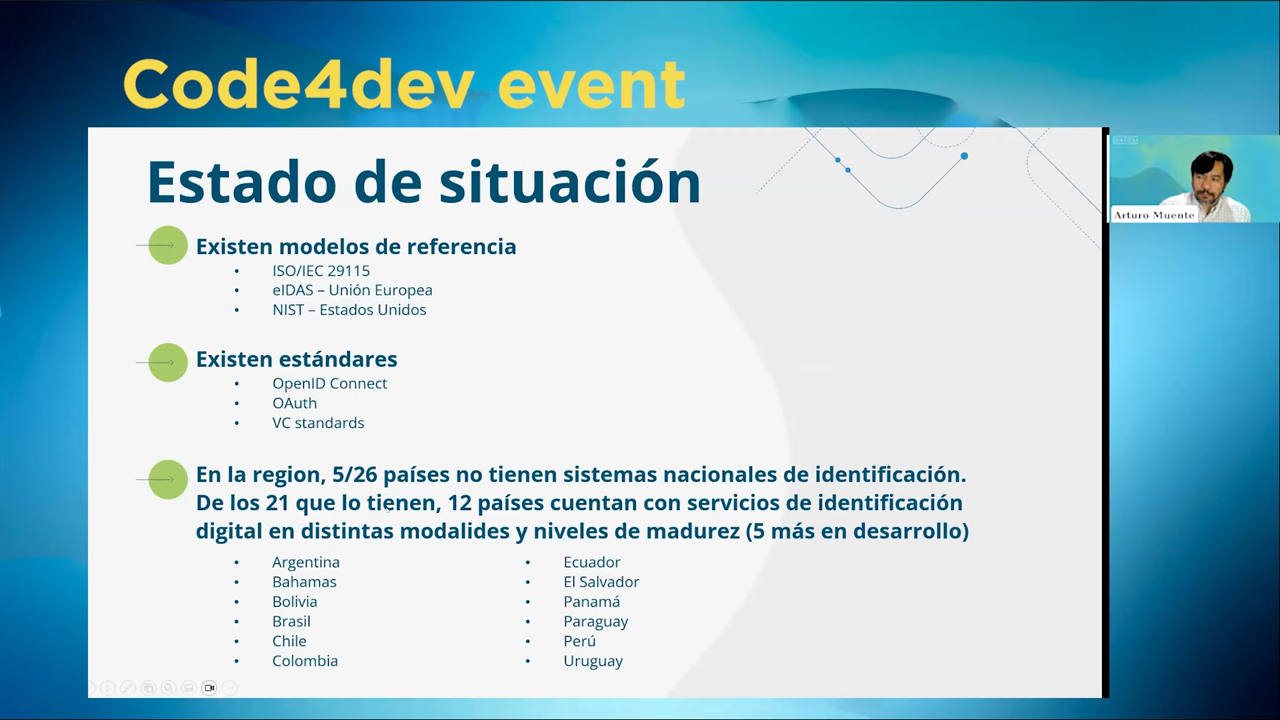 Code4dev event
Estado de situación
Existen modelos de referencia
• ISO/IEC 29115
• eIDAS – Unión Europea
• NIST – Estados Unidos
Existen estándares
• OpenID Connect
• OAuth
• VC standards
En la region, 5/26 países no tienen sistemas nacionales de identificación.
De los 21 que lo tienen, 12 países cuentan con servicios de identificación
digital en distintas modalides y niveles de madurez (5 más en desarrollo)
• Argentina
• Bahamas
• Bolivia
• Brasil
• Chile
• Colombia
• Ecuador
• El Salvador
• Panamá
• Paraguay
• Perú
• Uruguay
Arturo Muente